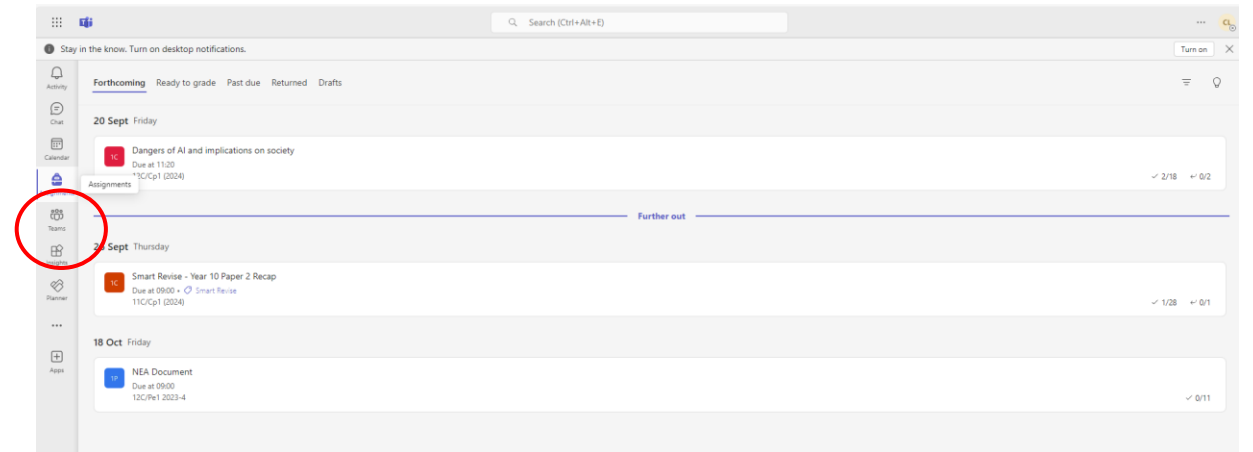 Search (Ctrl+Alt+E)
CL
Stay in the know. Turn on desktop notifications.
Turn on
Activity
Chat
Calendar
Assignments
Teams
Insights
Planner
Apps
Forthcoming Ready to grade Past due Returned Drafts
20 Sept Friday
1C
Dangers of AI and implications on society
Due at 11:20
12C/Cp1 (2024)
2/18 0/2
Further out
Sept Thursday
1C
Smart Revise - Year 10 Paper 2 Recap
Due at 09:00 • Smart Revise
11C/Cp1 (2024)
1/28 0/1
18 Oct Friday
1P
NEA Document
Due at 09:00
12C/Pe1 2023-4
0/11